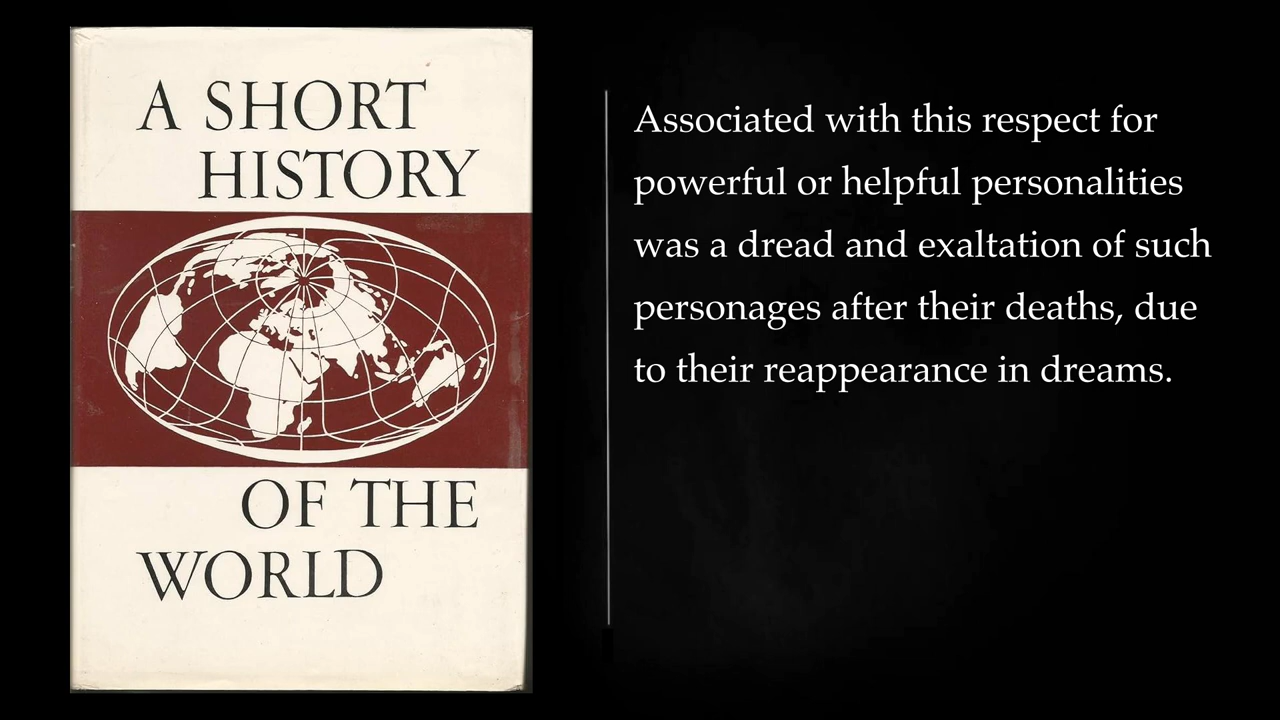 A SHORT
HISTORY
OF THE
WORLD
Associated with this respect for
powerful or helpful personalities
was a dread and exaltation of such
personages after their deaths, due
to their reappearance in dreams.